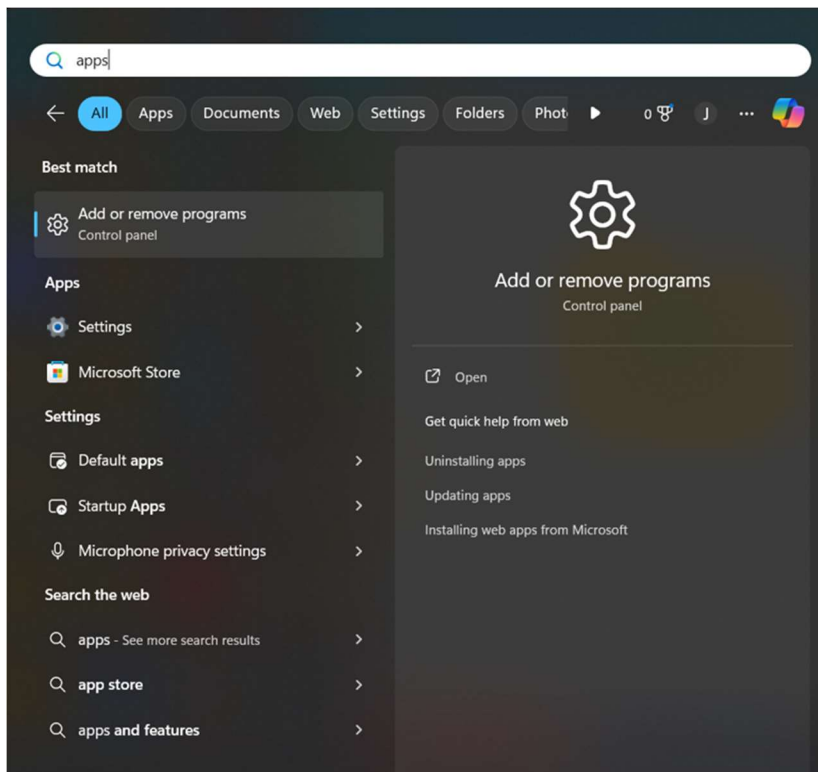 apps
All Apps Documents Web Settings Folders Phot 0 J ...
Best match
Add or remove programs
Control panel
Apps
Settings
Microsoft Store
Settings
Default apps
Startup Apps
Microphone privacy settings
Search the web
apps - See more search results
app store
apps and features
Add or remove programs
Control panel
Open
Get quick help from web
Uninstalling apps
Updating apps
Installing web apps from Microsoft